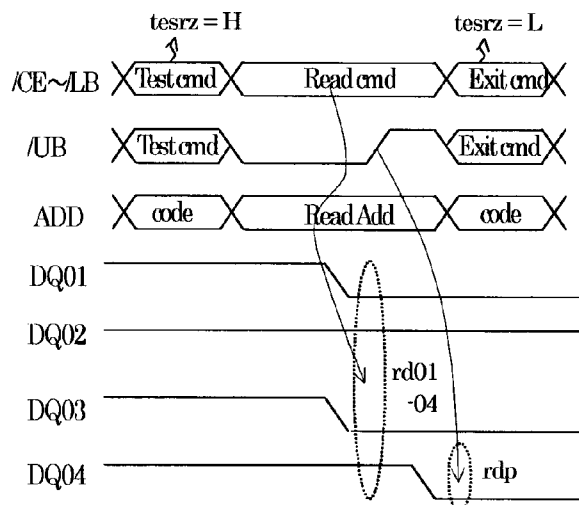 tesrz = H
tesrz = L
/CE~/LB Test cmd Read cmd Exit cmd
/UB Test cmd Exit cmd
ADD code Read Add code
DQ01
DQ02
rd01
-04
DQ03
DQ04 rdp